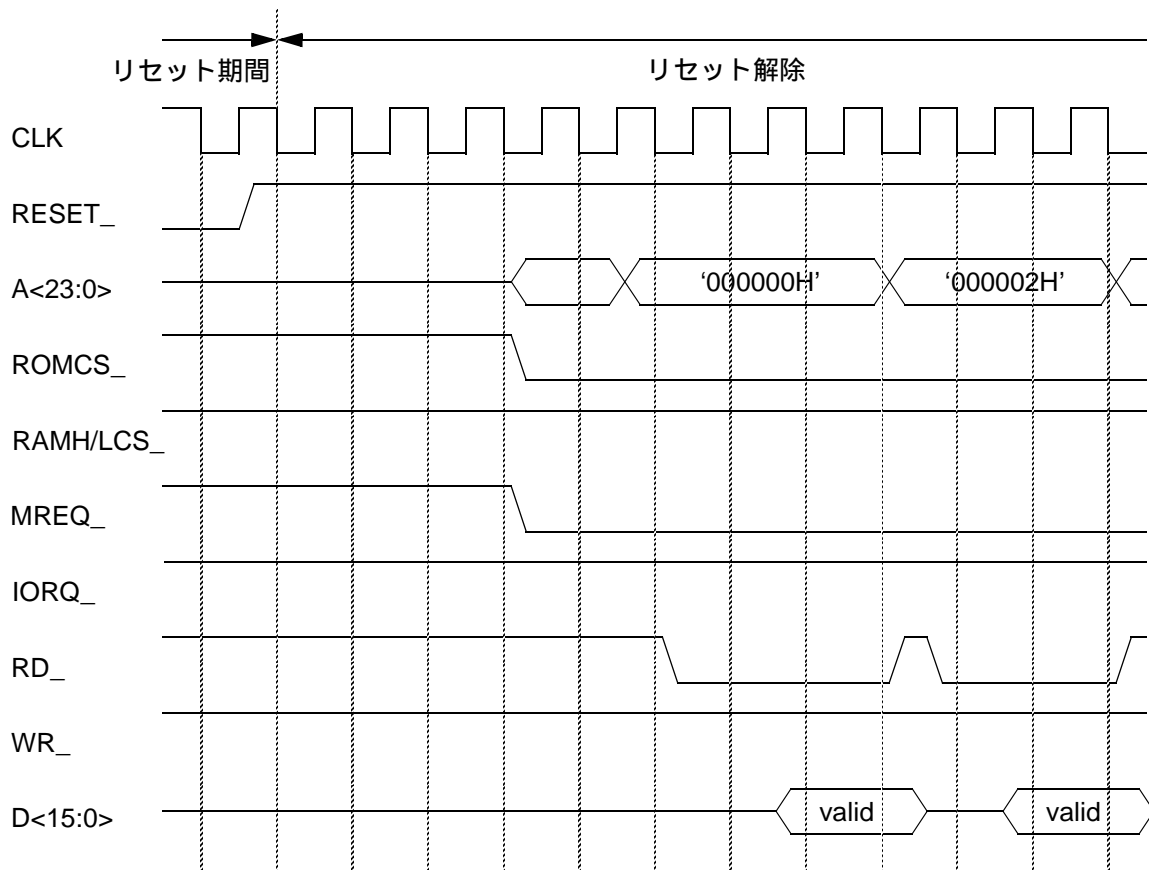 リセット期間 リセット解除
CLK
RESET_
A<23:0> ‘000000H’ ‘000002H’
ROMCS_
RAMH/LCS_
MREQ_
IORQ_
RD_
WR_
D<15:0> valid valid